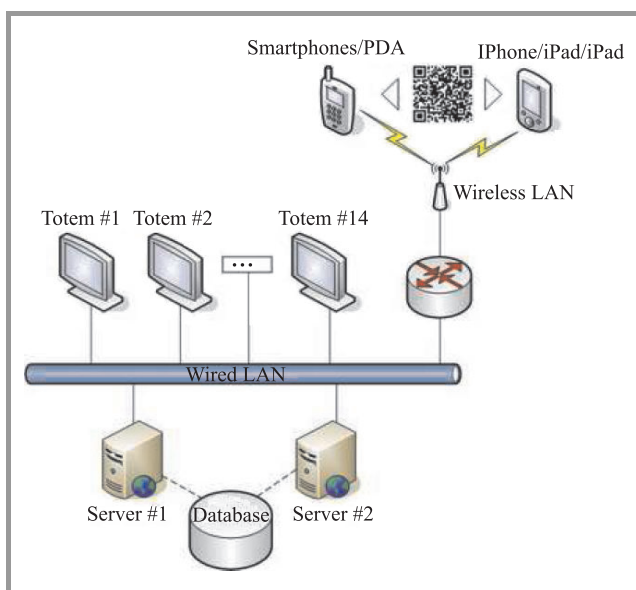 Smartphones/PDA
IPhone/iPad/iPad
Wireless LAN
Totem #1
Totem #2
Totem #14
Wired LAN
Server #1
Database
Server #2